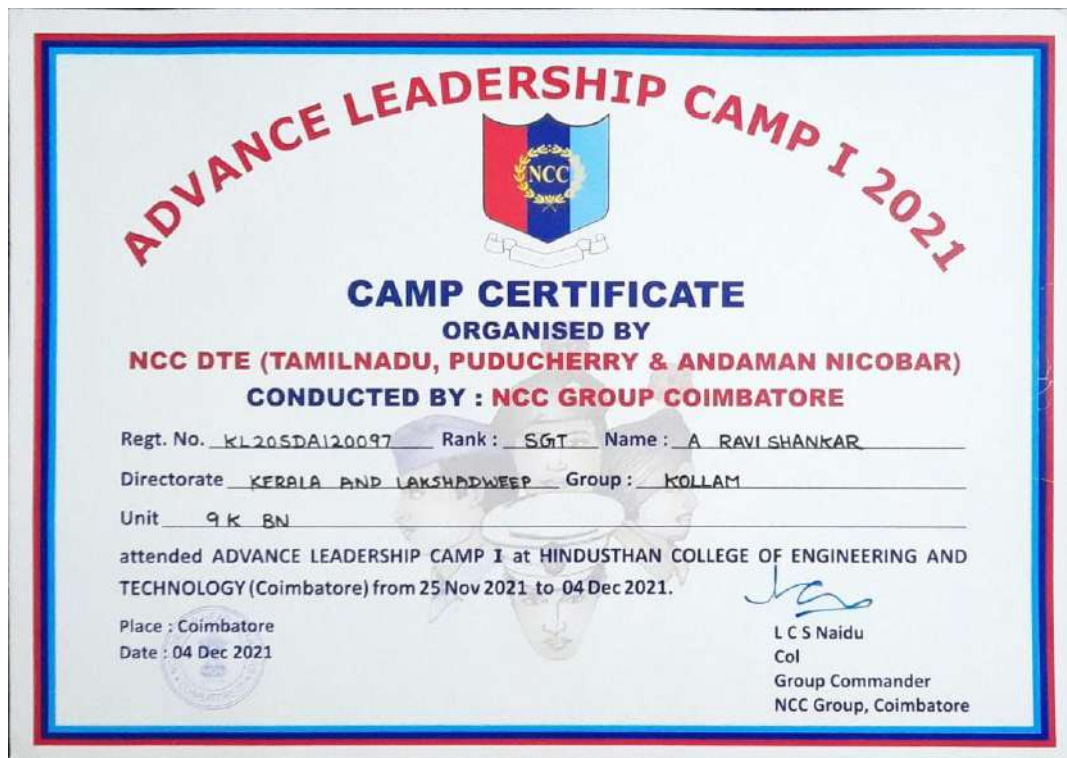 ADVANCE LEADERSHIP CAMP I 2021
NCC
CAMP CERTIFICATE
ORGANISED BY
NCC DTE (TAMILNADU, PUDUCHERRY & ANDAMAN NICOBAR)
CONDUCTED BY : NCC GROUP COIMBATORE
Regt. No. KL20SDA120097 Rank : SGT Name : A RAVI SHANKAR
Directorate KERALA AND LAKSHADWEEP Group : KOLLAM
Unit 9 K BN
attended ADVANCE LEADERSHIP CAMP I at HINDUSTHAN COLLEGE OF ENGINEERING AND
TECHNOLOGY (Coimbatore) from 25 Nov 2021 to 04 Dec 2021.
Place : Coimbatore
Date : 04 Dec 2021
L C S Naidu
Col
Group Commander
NCC Group, Coimbatore